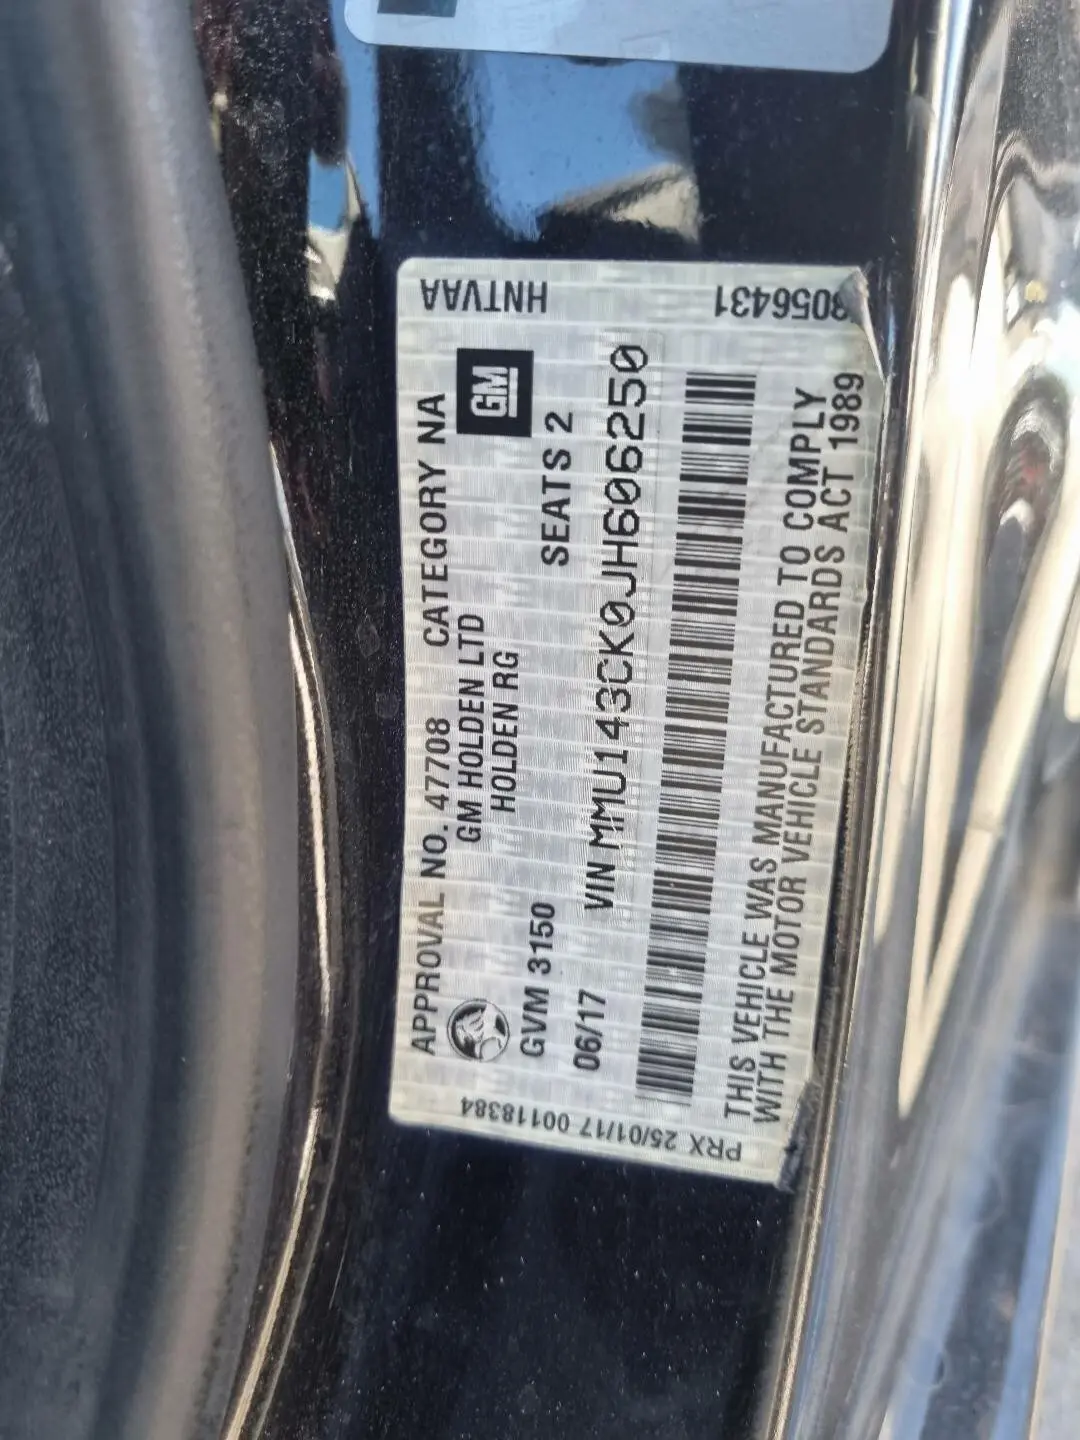 HNTVAA
8056431
APPROVAL NO. 47708 CATEGORY NA
GM HOLDEN LTD
GM
HOLDEN RG
GVM 3150 SEATS 2
06/17 VIN MMU143CK0JH606250
THIS VEHICLE WAS MANUFACTURED TO COMPLY
WITH THE MOTOR VEHICLE STANDARDS ACT 1989
PRX 25/01/17 00118384